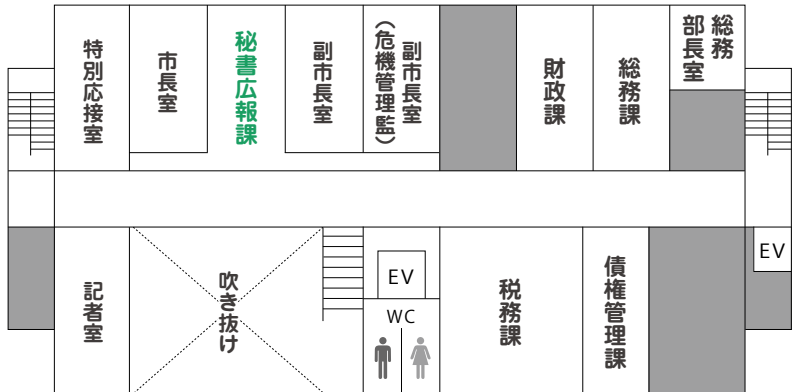 特別応接室
市長室
秘書広報課
副市長室
副市長室
(危機管理監)
財政課
総務課
総務
部長室
記者室
吹き抜け
EV
WC
税務課
債権管理課
EV